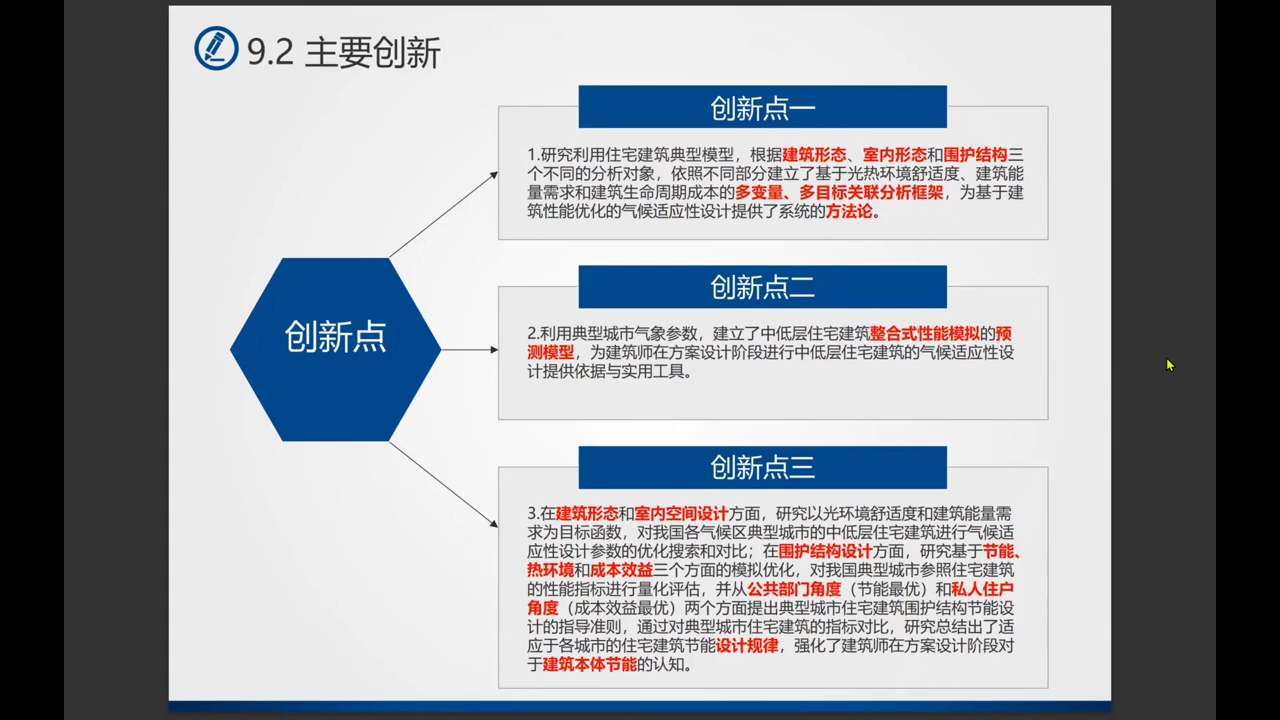 9.2 主要创新
创新点一
1.研究利用住宅建筑典型模型，根据建筑形态、室内形态和围护结构三
个不同的分析对象，依照不同部分建立了基于光热环境舒适度、建筑能
量需求和建筑生命周期成本的多变量、多目标关联分析框架，为基于建
筑性能优化的气候适应性设计提供了系统的方法论。
创新点
创新点二
2.利用典型城市气象参数，建立了中低层住宅建筑整合式性能模拟的预
测模型，为建筑师在方案设计阶段进行中低层住宅建筑的气候适应性设
计提供依据与实用工具。
创新点三
3.在建筑形态和室内空间设计方面，研究以光环境舒适度和建筑能量需
求为目标函数，对我国各气候区典型城市的中低层住宅建筑进行气候适
应性设计参数的优化搜索和对比；在围护结构设计方面，研究基于节能、
热环境和成本效益三个方面的模拟优化，对我国典型城市参照住宅建筑
的性能指标进行量化评估，并从公共部门角度（节能最优）和私人住户
角度（成本效益最优）两个方面提出典型城市住宅建筑围护结构节能设
计的指导准则，通过对典型城市住宅建筑的指标对比，研究总结出了适
应于各城市的住宅建筑节能设计规律，强化了建筑师在方案设计阶段对
于建筑本体节能的认知。